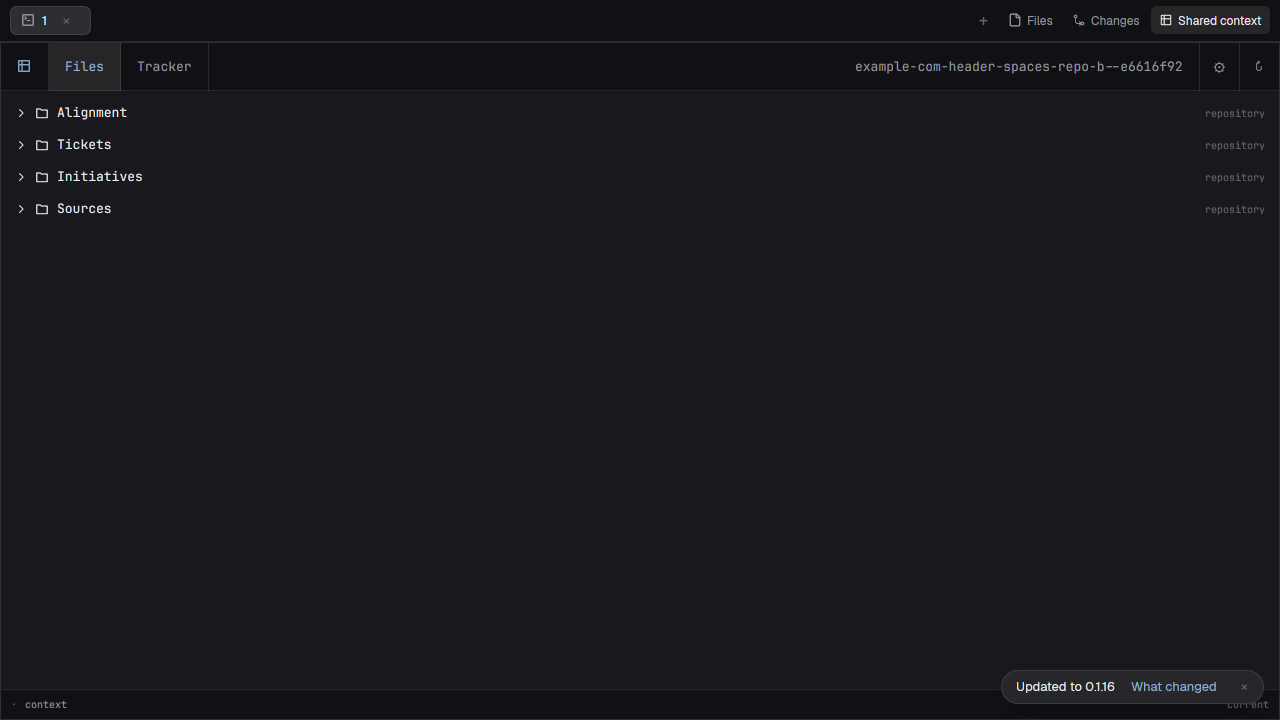 1 ×
+ Files Changes Shared context
Files Tracker example-com-header-spaces-repo-b--e6616f92
Alignment repository
Tickets repository
Initiatives repository
Sources repository
Updated to 0.1.16 What changed ×
· context current